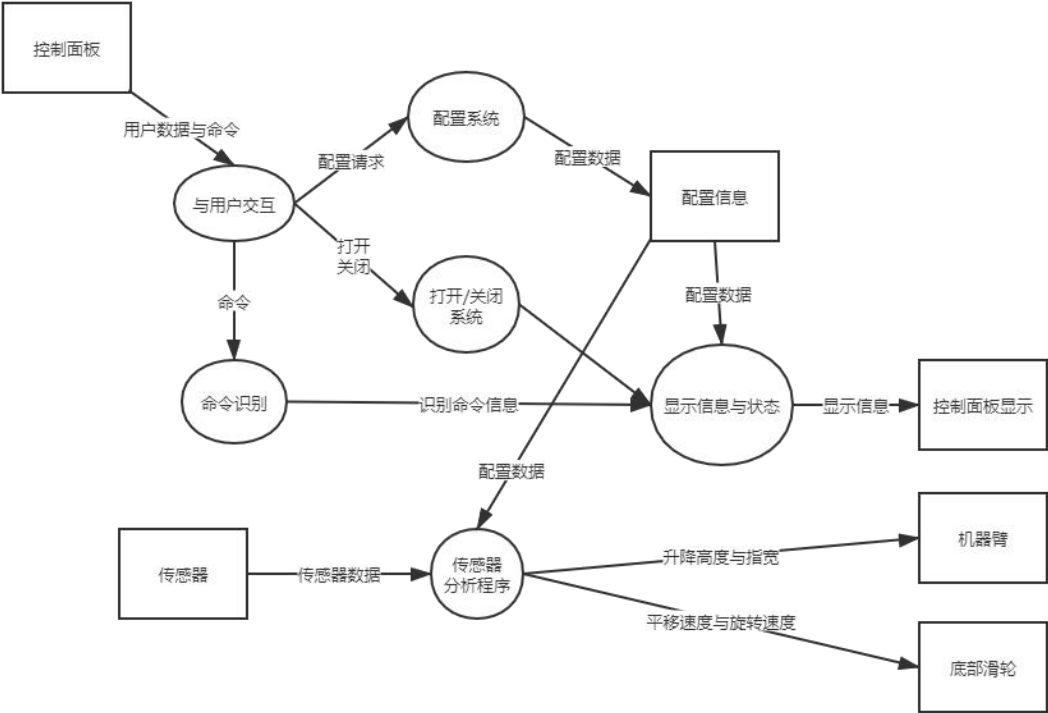 控制面板
用户数据与命令
配置系统
配置请求
配置数据
与用户交互
配置信息
打开
关闭
命令
打开/关闭
系统
配置数据
命令识别
识别命令信息
显示信息与状态
显示信息
控制面板显示
配置数据
传感器
传感器数据
传感器
分析程序
升降高度与指宽
机器臂
平移速度与旋转速度
底部滑轮